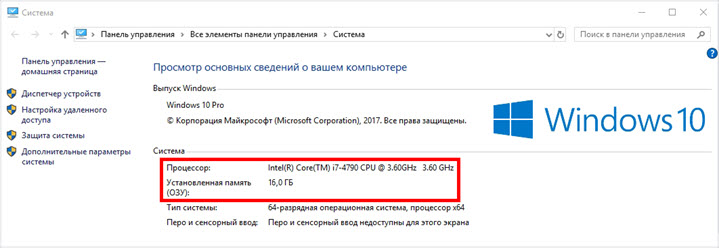 Система
Панель управления > Все элементы панели управления > Система
Поиск в панели управления
Панель управления —
домашняя страница
Диспетчер устройств
Настройка удаленного
доступа
Защита системы
Дополнительные параметры
системы
Просмотр основных сведений о вашем компьютере
Выпуск Windows
Windows 10 Pro
© Корпорация Майкрософт (Microsoft Corporation), 2017. Все права защищены.
Windows 10
Система
Процессор: Intel(R) Core(TM) i7-4790 CPU @ 3.60GHz 3.60 GHz
Установленная память 16,0 ГБ
(ОЗУ):
Тип системы: 64-разрядная операционная система, процессор x64
Перо и сенсорный ввод: Перо и сенсорный ввод недоступны для этого экрана